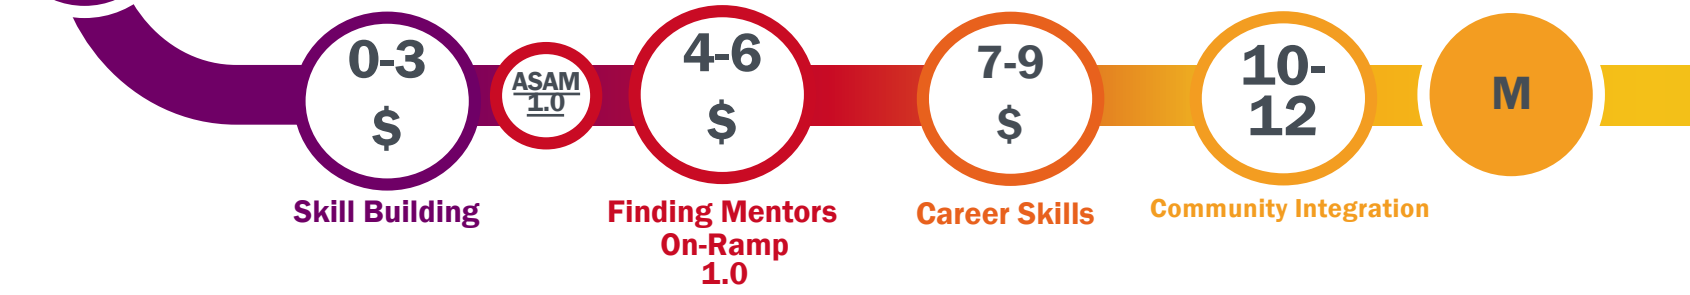 0-3
$
ASAM
1.0
4-6
$
7-9
$
10-
12
M
Skill Building
Finding Mentors
On-Ramp
1.0
Career Skills
Community Integration